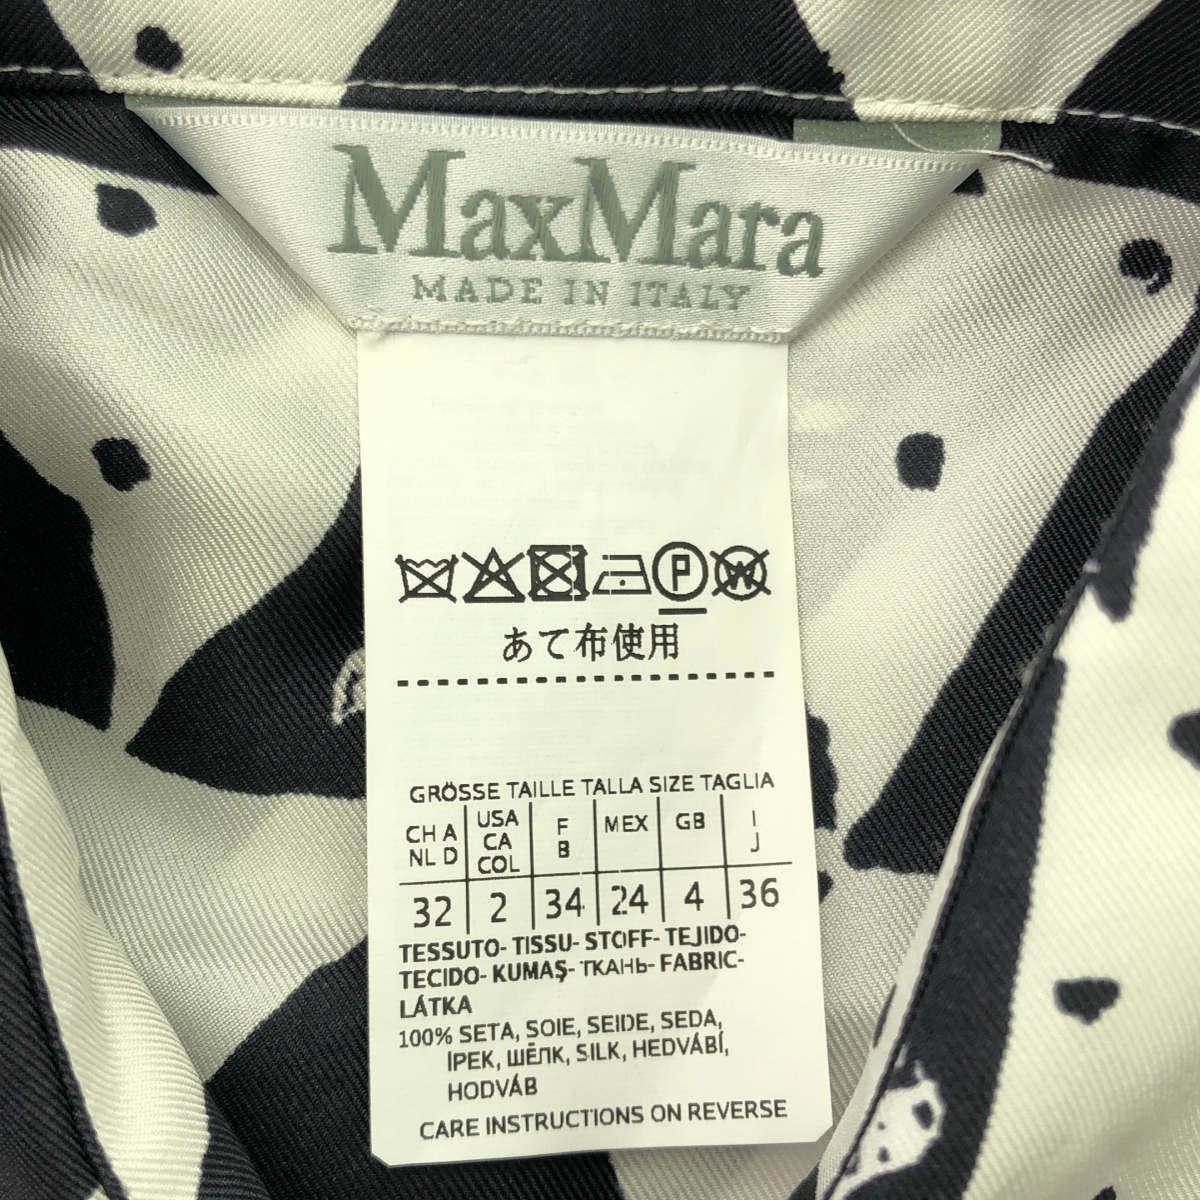 MaxMara
MADE IN ITALY
P W
あて布使用
GRÖSSE TAILLE TALLA SIZE TAGLIA
CH A NL D USA CA COL F B MEX GB I J
32 2 34 24 4 36
TESSUTO- TISSU- STOFF- TEJIDO-
TECIDO- KUMAŞ- ТКАНЬ- FABRIC-
LÁTKA
100% SETA, SOIE, SEIDE, SEDA,
İPEK, ШЁЛК, SILK, HEDVÁBÍ,
HODVÁB
CARE INSTRUCTIONS ON REVERSE